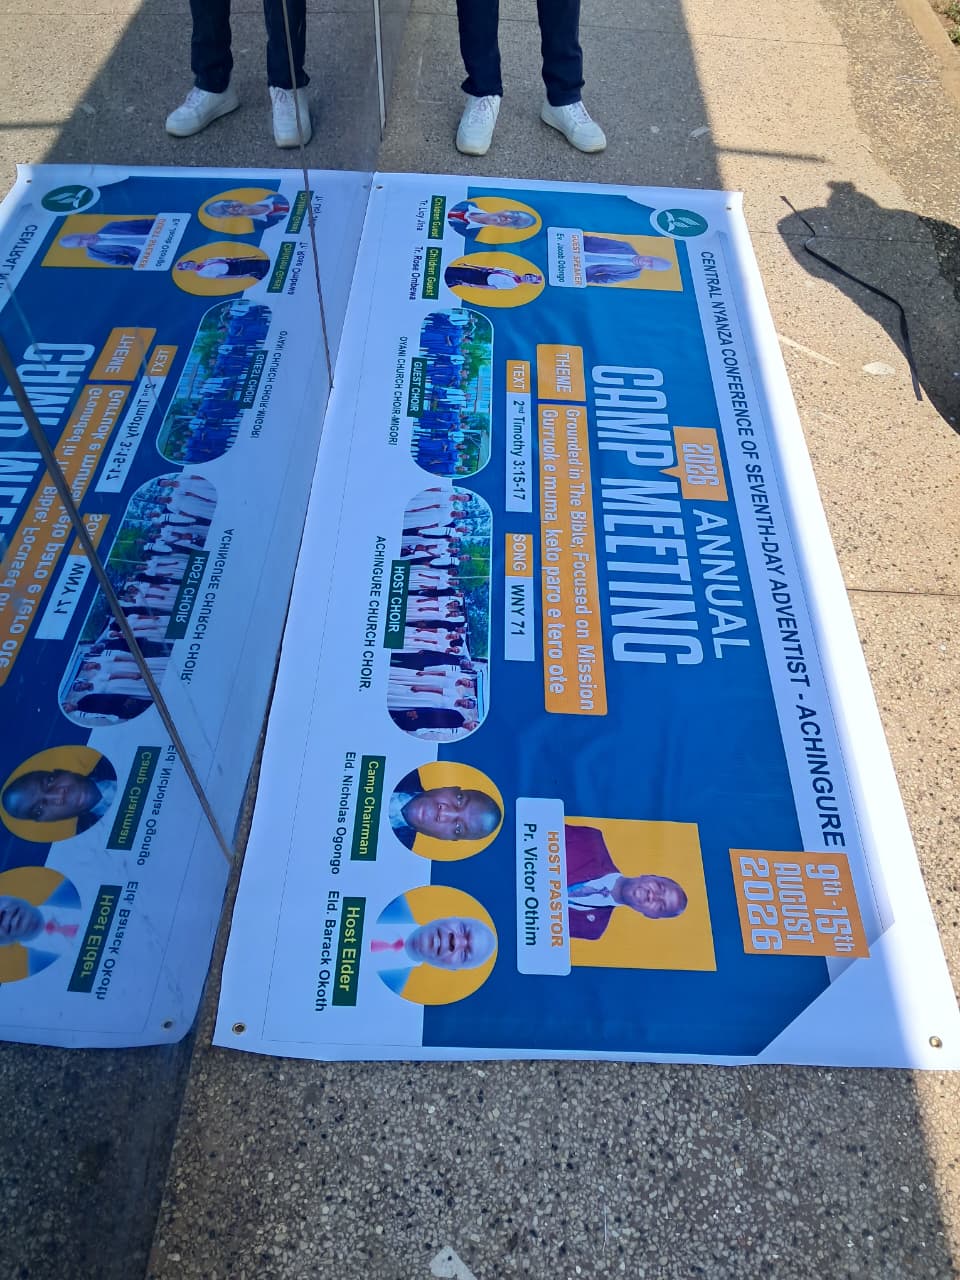 CENTRAL NYANZA CONFERENCE OF SEVENTH-DAY ADVENTIST - ACHINGURE
9th -15th
AUGUST
2026
2026 ANNUAL
CAMP MEETING
THEME
Grounded in The Bible, Focused on Mission
Gurruok e muma, keto paro e tero ote
TEXT
2nd Timothy 3:15-17
SONG
WNY 71
GUEST SPEAKER
Ev. Jacob Odongo
HOST PASTOR
Pr. Victor Othim
Children Guest
Tr. Lucy Jina
Children Guest
Tr. Rose Ombewa
GUEST CHOIR
OYANI CHURCH CHOIR-MIGORI
HOST CHOIR
ACHINGURE CHURCH CHOIR.
Camp Chairman
Eld. Nicholas Ogongo
Host Elder
Eld. Barack Okoth